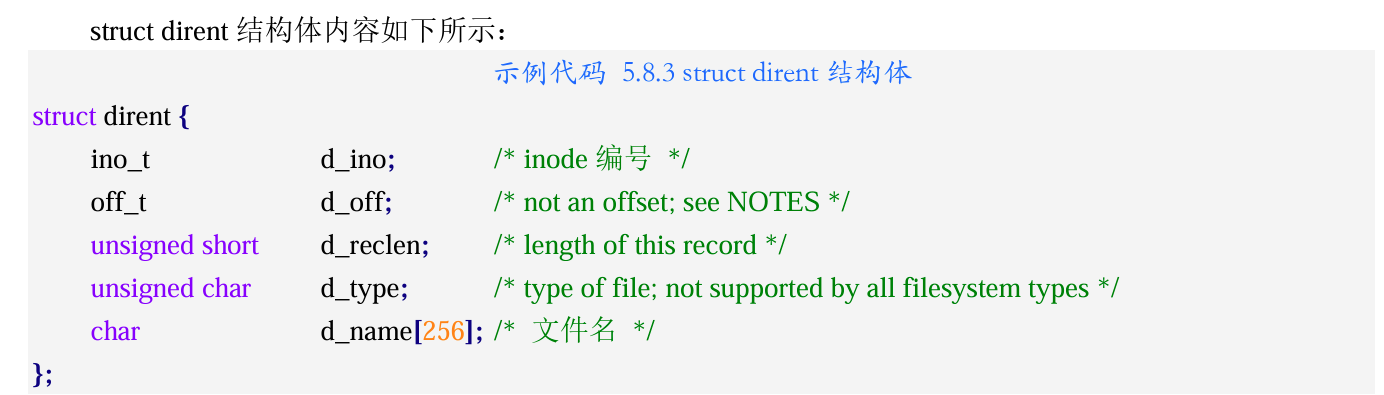 struct dirent 结构体内容如下所示：
示例代码 5.8.3 struct dirent 结构体
struct dirent {
ino_t d_ino; /* inode 编号 */
off_t d_off; /* not an offset; see NOTES */
unsigned short d_reclen; /* length of this record */
unsigned char d_type; /* type of file; not supported by all filesystem types */
char d_name[256]; /* 文件名 */
};